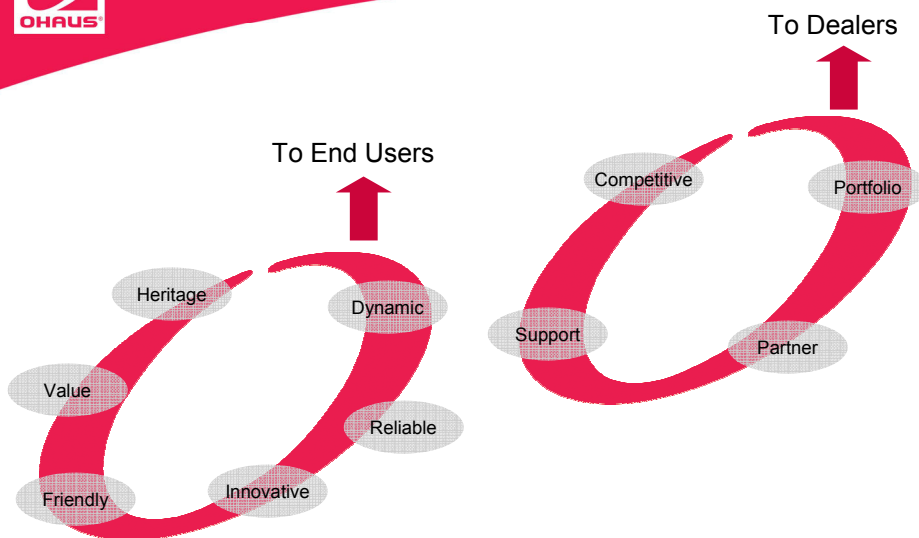 OHAUS®
To Dealers
Competitive
Portfolio
Support
Partner
To End Users
Heritage
Dynamic
Value
Reliable
Friendly
Innovative